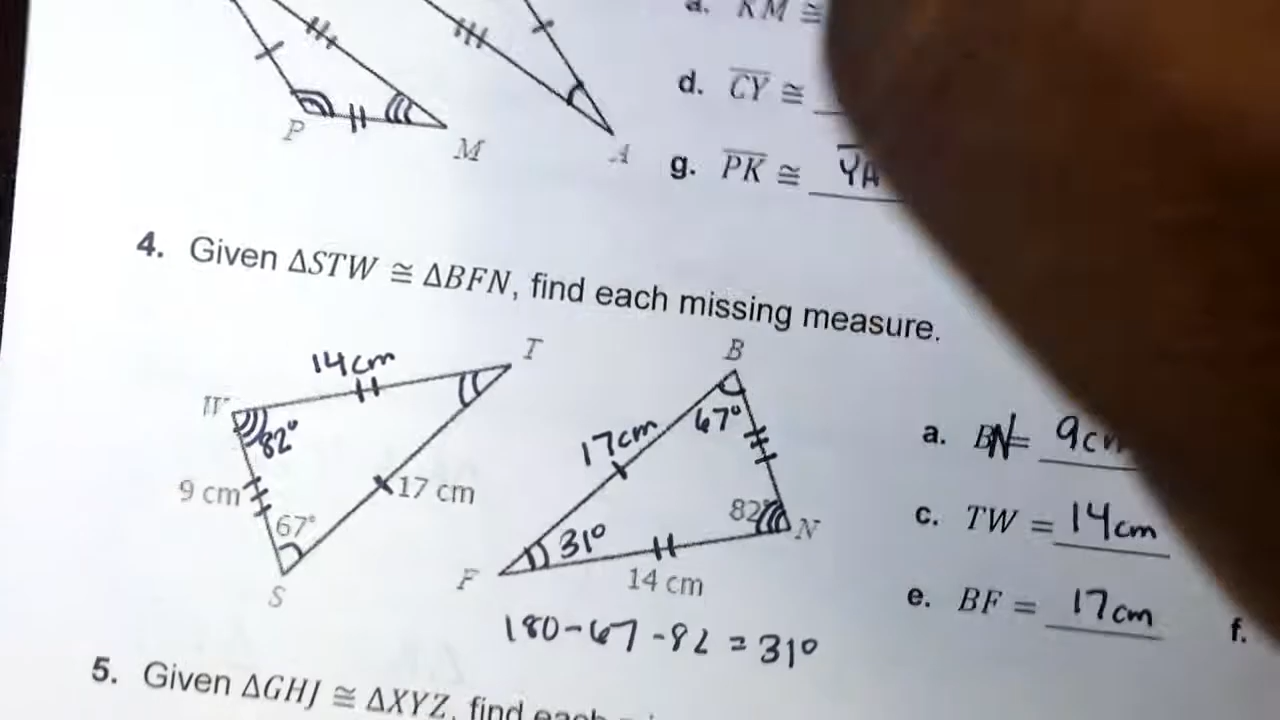 a. KM ≅
d. CY ≅
P
M
A
g. PK ≅ YA
4. Given ΔSTW ≅ ΔBFN, find each missing measure.
14cm
T
B
W
82°
67°
17cm
9 cm
17 cm
67°
82°
N
31°
F
14 cm
S
a. BN = 9cm
c. TW = 14cm
e. BF = 17cm
f.
180-67-82 = 31°
5. Given ΔGHJ ≅ ΔXYZ, find each